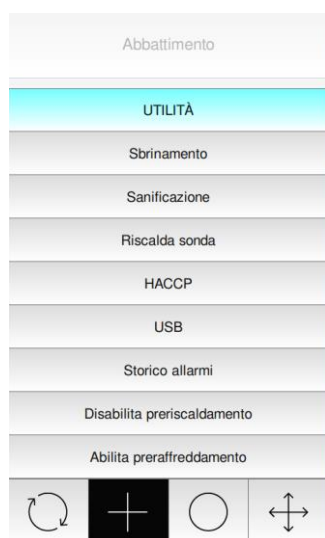 Abbattimento
UTILITÀ
Sbrinamento
Sanificazione
Riscalda sonda
HACCP
USB
Storico allarmi
Disabilita preriscaldamento
Abilita preraffreddamento